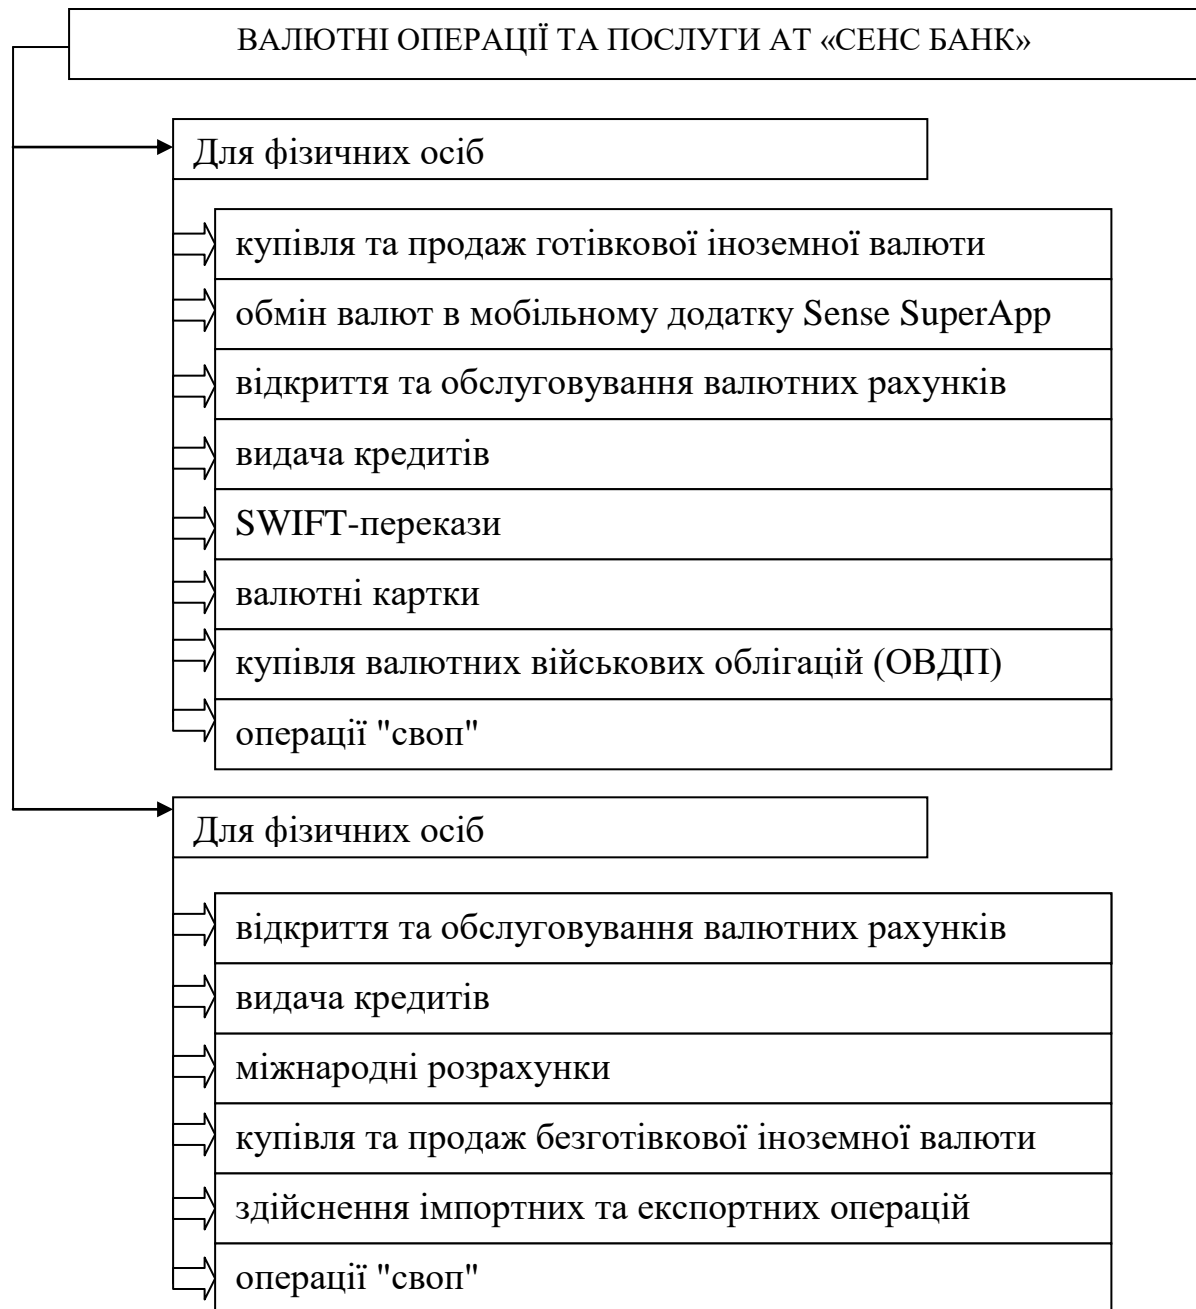 ВАЛЮТНІ ОПЕРАЦІЇ ТА ПОСЛУГИ АТ «СЕНС БАНК»
Для фізичних осіб
купівля та продаж готівкової іноземної валюти
обмін валют в мобільному додатку Sense SuperApp
відкриття та обслуговування валютних рахунків
видача кредитів
SWIFT-перекази
валютні картки
купівля валютних військових облігацій (ОВДП)
операції "своп"
Для фізичних осіб
відкриття та обслуговування валютних рахунків
видача кредитів
міжнародні розрахунки
купівля та продаж безготівкової іноземної валюти
здійснення імпортних та експортних операцій
операції "своп"